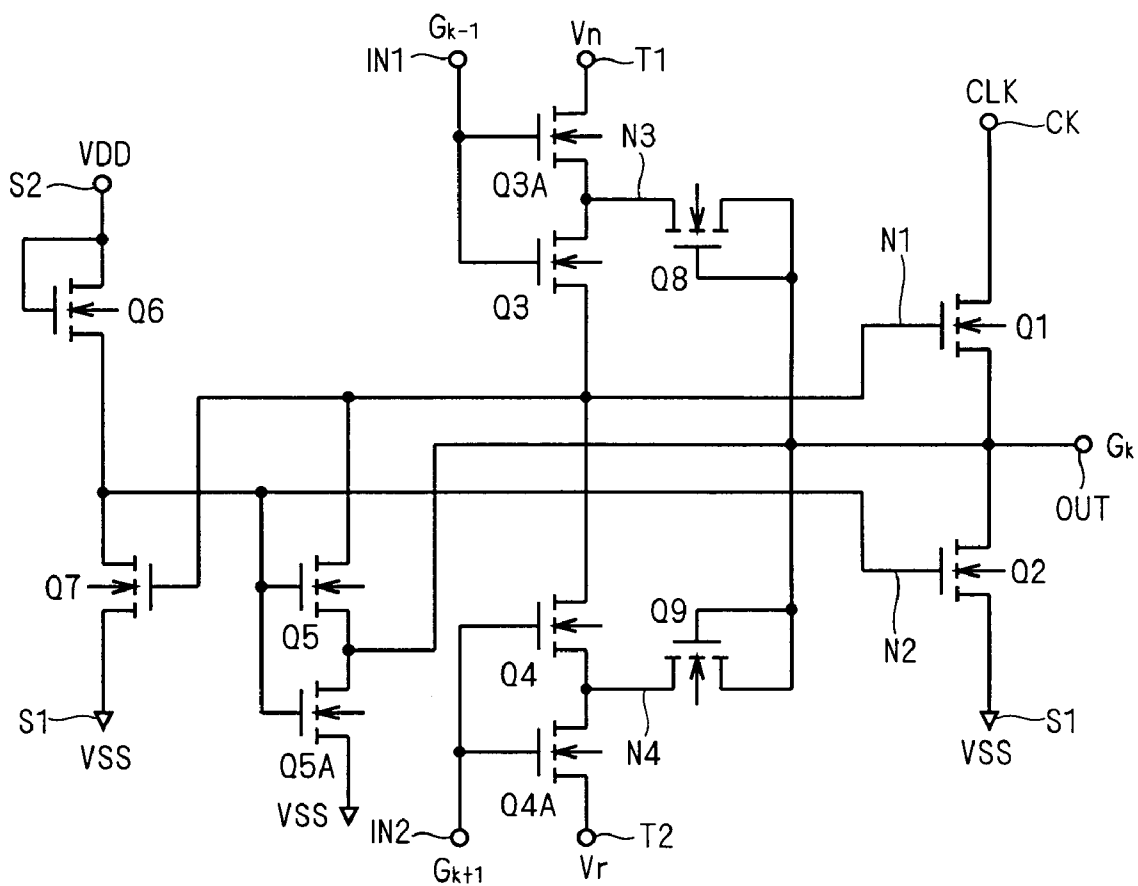 Gk-1
Vn
IN1
T1
CLK
CK
VDD
S2
N3
Q3A
Q6
Q3
Q8
N1
Q1
Gk
OUT
Q7
Q5
Q9
Q2
Q4
N2
S1
VSS
Q5A
N4
S1
VSS
VSS
Q4A
IN2
T2
Gk+1
Vr